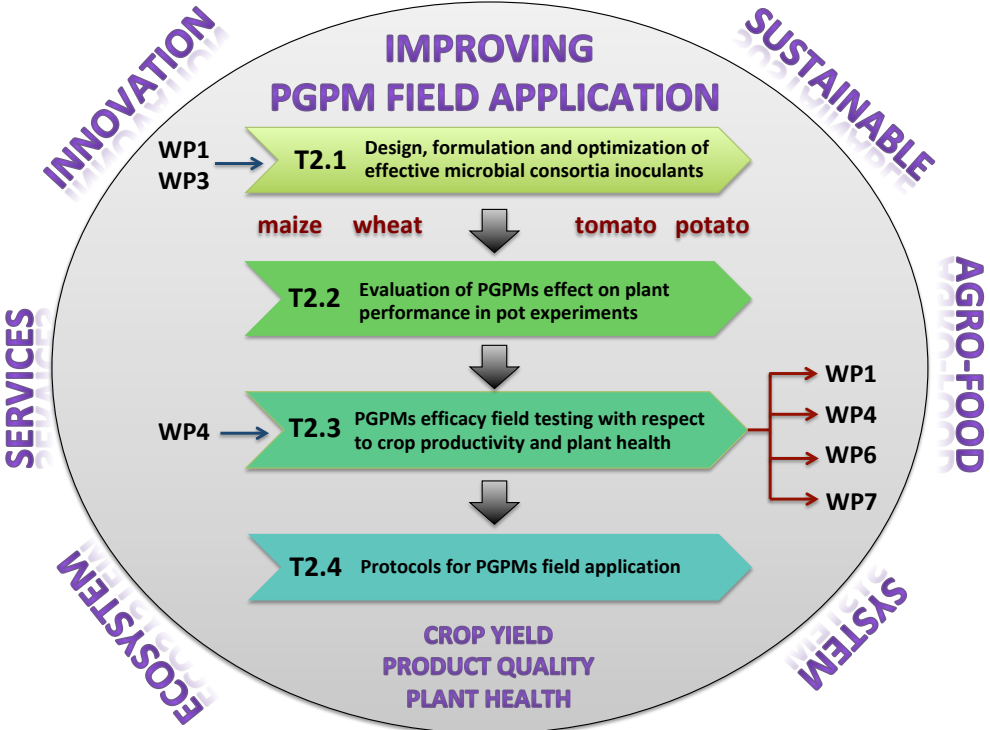 INNOVATION
SUSTAINABLE
IMPROVING
PGPM FIELD APPLICATION
WP1
WP3
T2.1
Design, formulation and optimization of
effective microbial consortia inoculants
maize wheat tomato potato
T2.2
Evaluation of PGPMs effect on plant
performance in pot experiments
SERVICES
AGRO-FOOD
WP4
T2.3
PGPMs efficacy field testing with respect
to crop productivity and plant health
WP1
WP4
WP6
WP7
T2.4 Protocols for PGPMs field application
ECOSYSTEM
SYSTEM
CROP YIELD
PRODUCT QUALITY
PLANT HEALTH